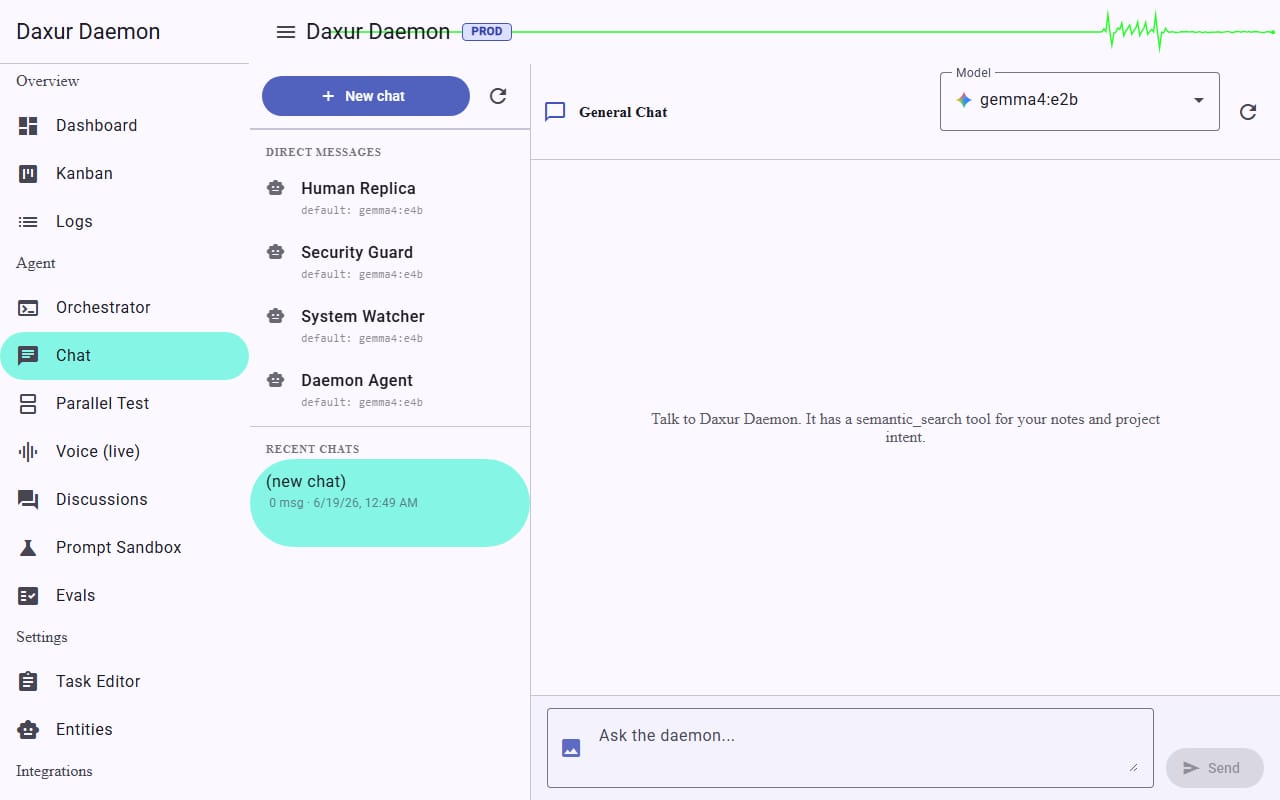 Daxur Daemon
Overview
Dashboard
Kanban
Logs
Agent
Orchestrator
Chat
Parallel Test
Voice (live)
Discussions
Prompt Sandbox
Evals
Settings
Task Editor
Entities
Integrations
Daxur Daemon PROD
+ New chat
DIRECT MESSAGES
Human Replica
default: gemma4:e4b
Security Guard
default: gemma4:e4b
System Watcher
default: gemma4:e4b
Daemon Agent
default: gemma4:e4b
RECENT CHATS
(new chat)
0 msg · 6/19/26, 12:49 AM
General Chat
Model
gemma4:e2b
Talk to Daxur Daemon. It has a semantic_search tool for your notes and project
intent.
Ask the daemon...
Send